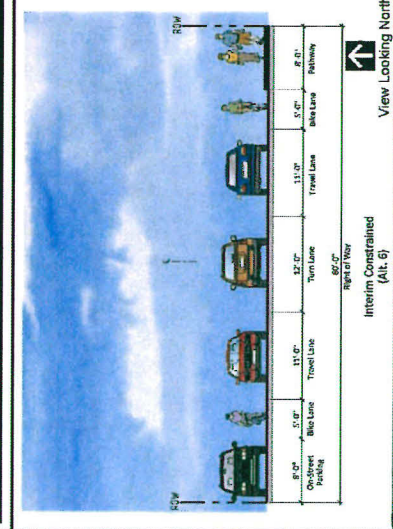 ROW
ROW
8'-0"
5'-0"
11'-0"
12'-0"
11'-0"
5'-0"
8'-0"
On-Street
Parking
Bike Lane
Travel Lane
Turn Lane
Travel Lane
Bike Lane
Pathway
60'-0"
Right of Way
Interim Constrained
(Alt. 6)
View Looking North